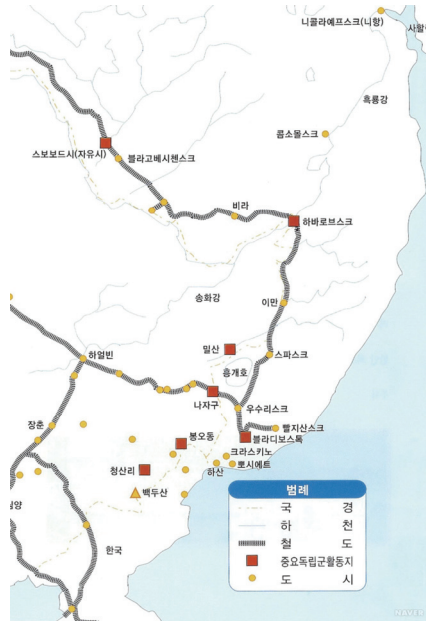 니콜라예프스크(니항)
사할
흑룡강
콤소몰스크
스보보드시(자유시)
블라고베시첸스크
비라
하바로브스크
송화강
이만
하얼빈
밀산
스파스크
흥개호
나자구
우수리스크
장춘
빨지산스크
블라디보스톡
봉오동
크라스키노
청산리
하산
뽀시에트
백두산
심양
한국
범례
국 경
하 천
철 도
중요독립군활동지
도 시
NAVER